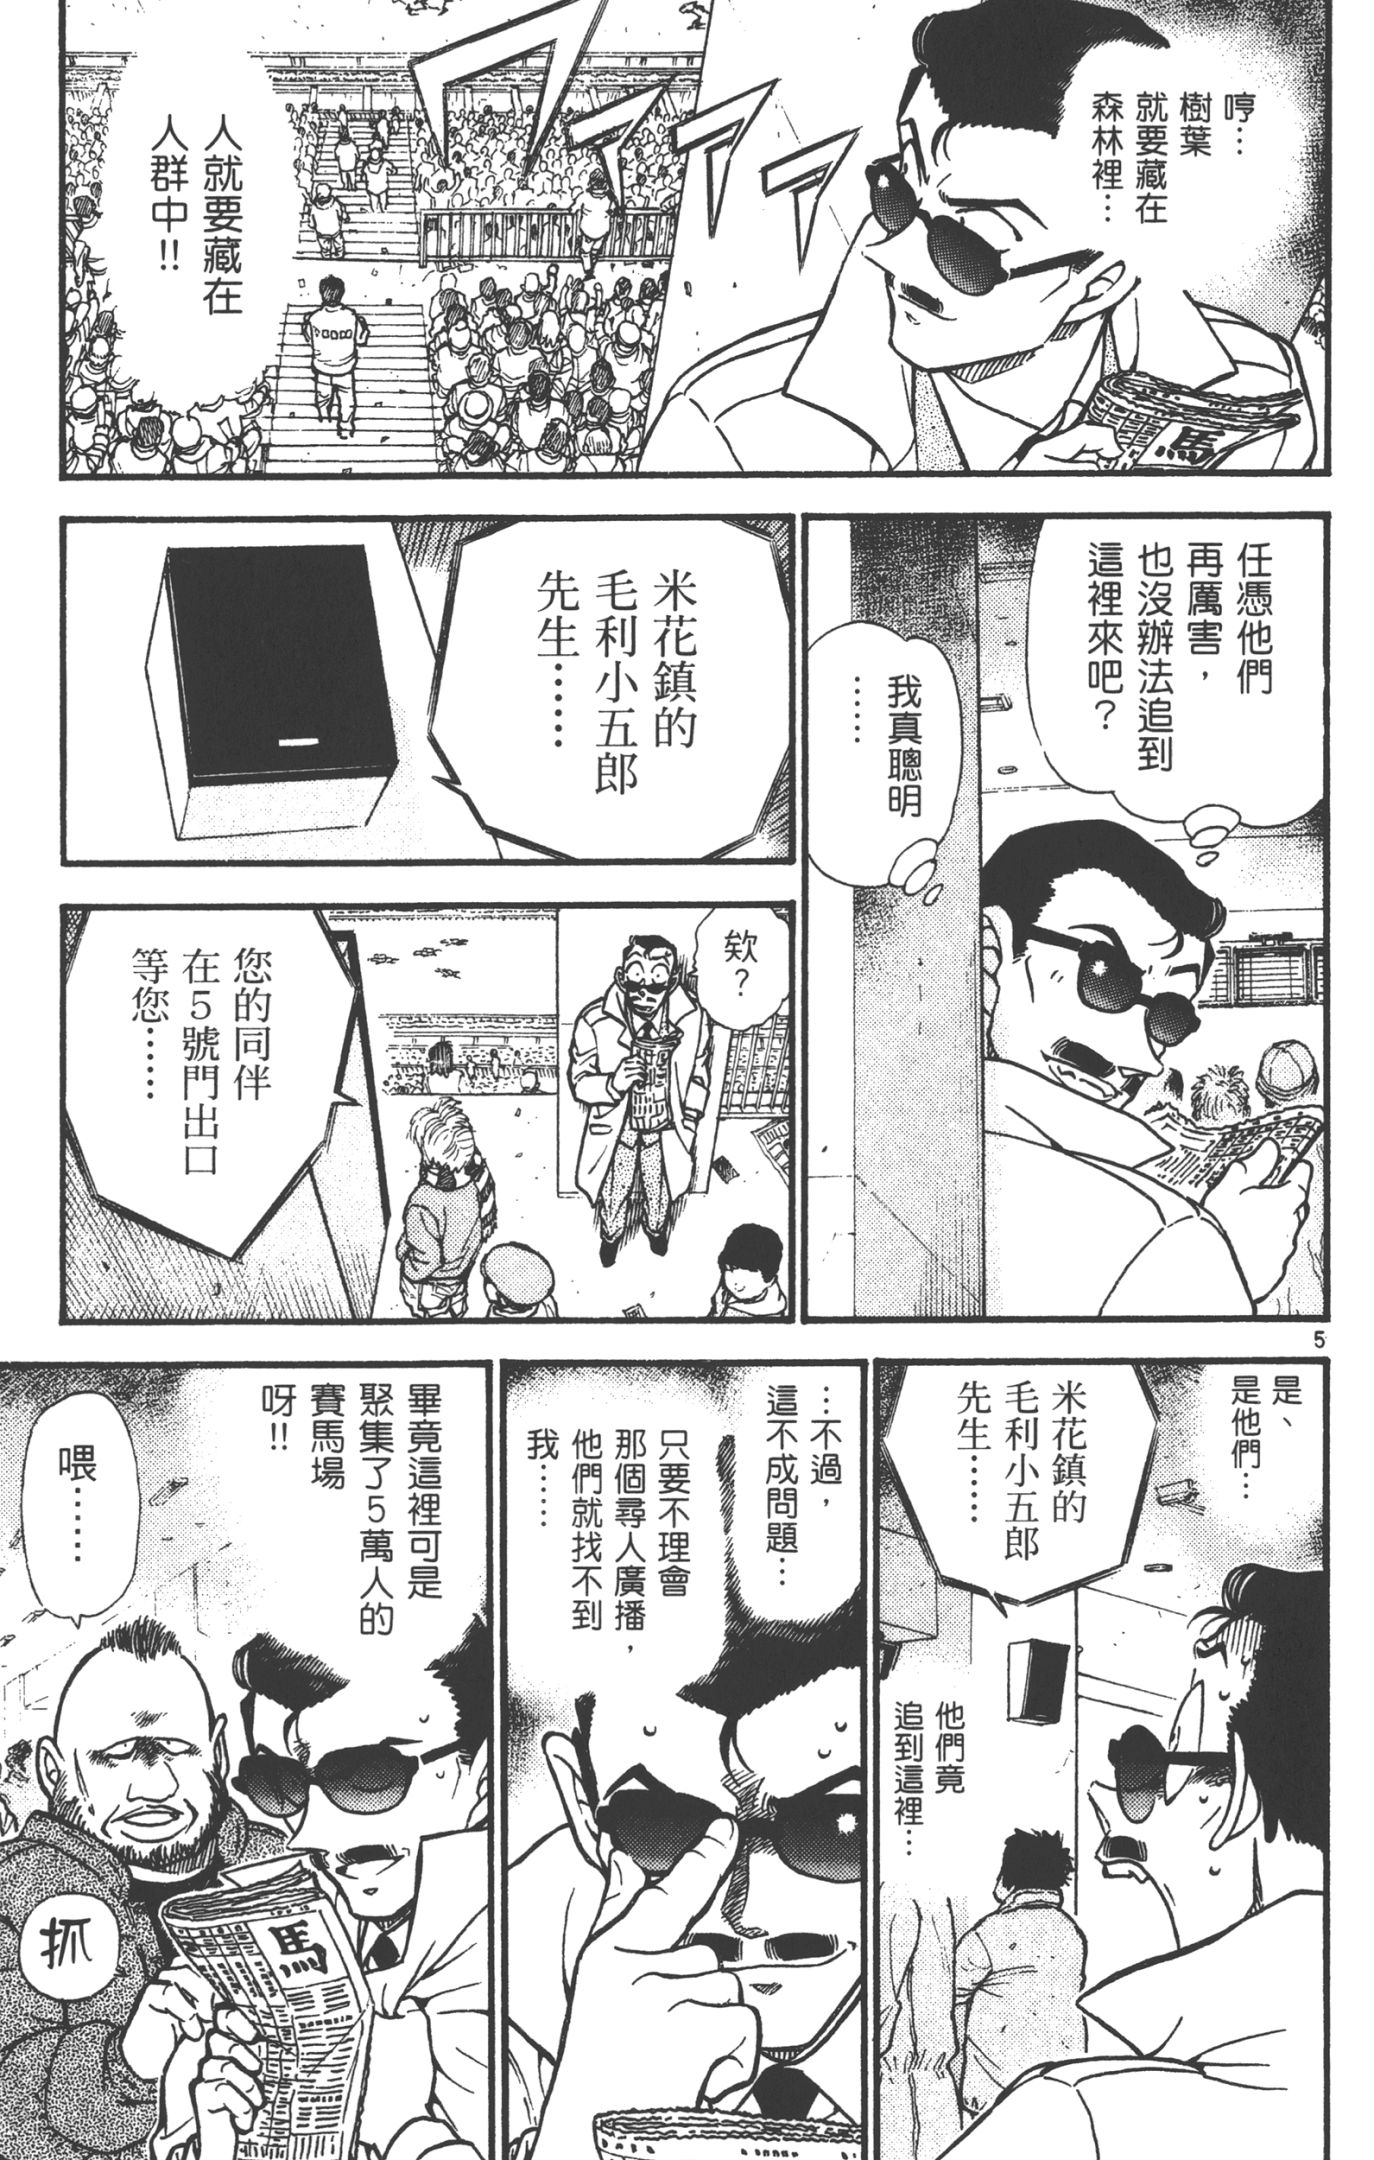 哼…
樹葉
就要藏在
森林裡…
人就要藏在
人群中!!
ワアアアア
馬
任憑他們
再厲害，
也沒辦法追到
這裡來吧？
我真聰明
……
米花鎮的
毛利小五郎
先生……
欸？
您的同伴
在5號門出口
等您……
5
是、
是他們…
米花鎮的
毛利小五郎
先生……
他們竟
追到這裡…
…不過，
這不成問題…
只要不理會
那個尋人廣播，
他們就找不到
我……
畢竟這裡可是
聚集了5萬人的
賽馬場
呀!!
喂……
抓
馬